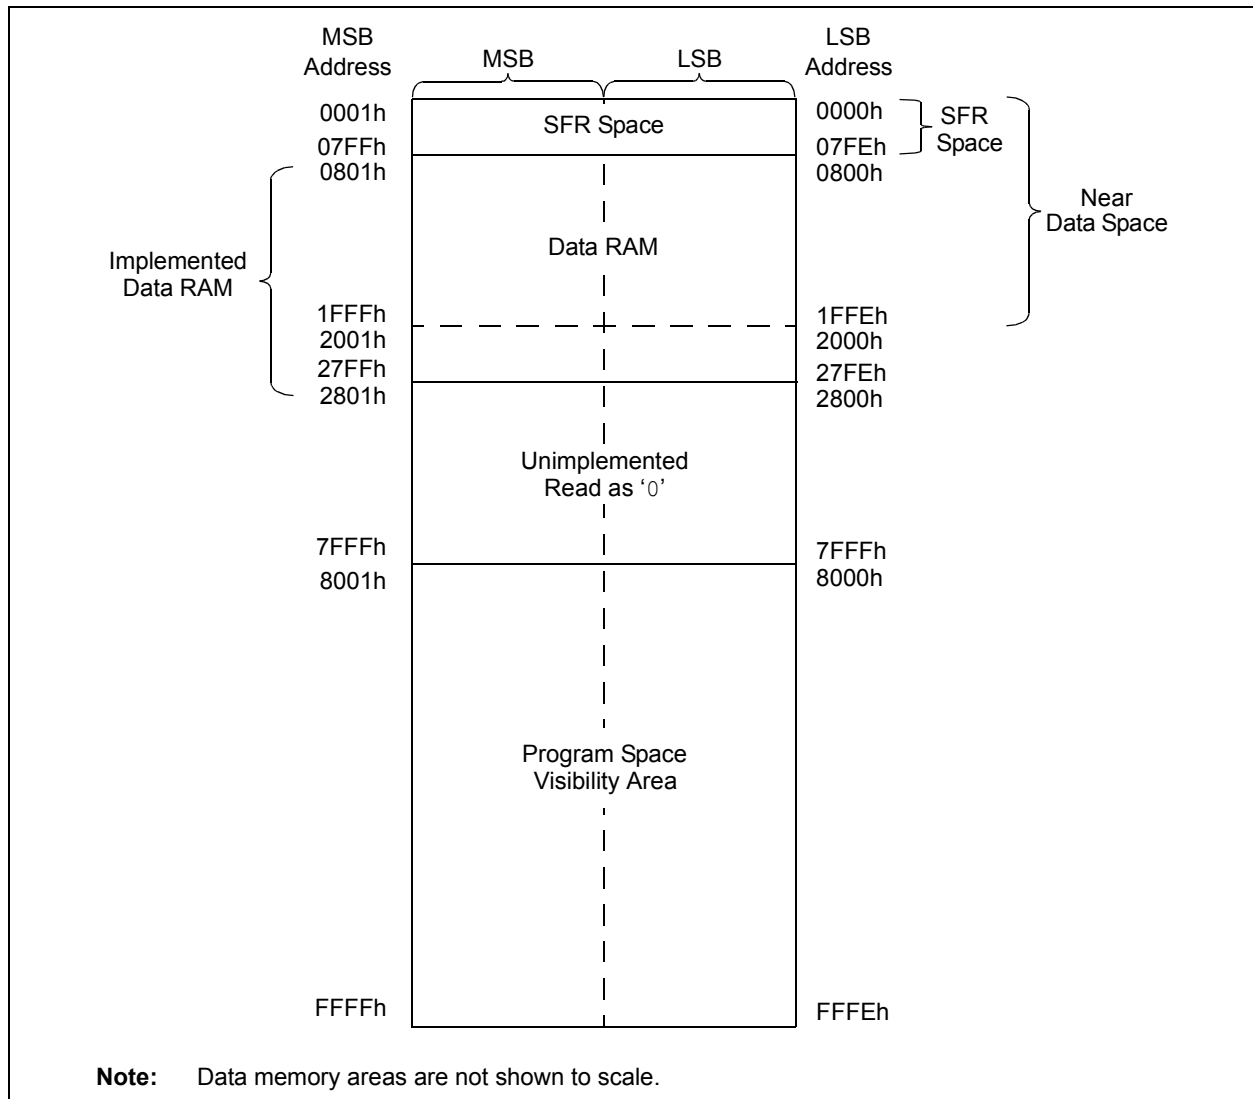 MSB
Address
MSB
LSB
LSB
Address
0001h
SFR Space
0000h
SFR
Space
07FFh
07FEh
0801h
0800h
Near
Data Space
Implemented
Data RAM
Data RAM
1FFFh
1FFEh
2001h
2000h
27FFh
27FEh
2801h
2800h
Unimplemented
Read as ‘0’
7FFFh
7FFFh
8001h
8000h
Program Space
Visibility Area
FFFFh
FFFEh
Note: Data memory areas are not shown to scale.